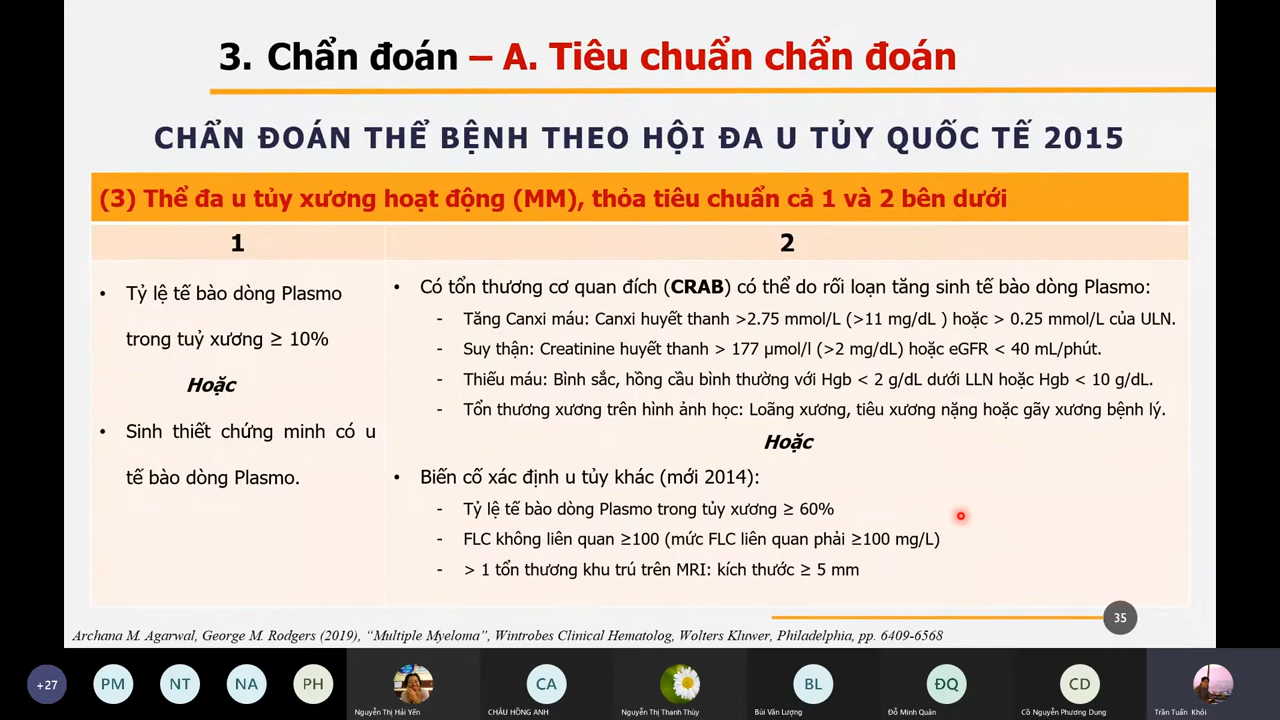 3. Chẩn đoán – A. Tiêu chuẩn chẩn đoán
CHẨN ĐOÁN THỂ BỆNH THEO HỘI ĐA U TỦY QUỐC TẾ 2015
(3) Thể đa u tủy xương hoạt động (MM), thỏa tiêu chuẩn cả 1 và 2 bên dưới
1
• Tỷ lệ tế bào dòng Plasmo
trong tuỷ xương ≥ 10%
Hoặc
• Sinh thiết chứng minh có u
tế bào dòng Plasmo.
2
• Có tổn thương cơ quan đích (CRAB) có thể do rối loạn tăng sinh tế bào dòng Plasmo:
- Tăng Canxi máu: Canxi huyết thanh >2.75 mmol/L (>11 mg/dL ) hoặc > 0.25 mmol/L của ULN.
- Suy thận: Creatinine huyết thanh > 177 μmol/l (>2 mg/dL) hoặc eGFR < 40 mL/phút.
- Thiếu máu: Bình sắc, hồng cầu bình thường với Hgb < 2 g/dL dưới LLN hoặc Hgb < 10 g/dL.
- Tổn thương xương trên hình ảnh học: Loãng xương, tiêu xương nặng hoặc gãy xương bệnh lý.
Hoặc
• Biến cố xác định u tủy khác (mới 2014):
- Tỷ lệ tế bào dòng Plasmo trong tủy xương ≥ 60%
- FLC không liên quan ≥100 (mức FLC liên quan phải ≥100 mg/L)
- > 1 tổn thương khu trú trên MRI: kích thước ≥ 5 mm
35
Archana M. Agarwal, George M. Rodgers (2019), “Multiple Myeloma”, Wintrobes Clinical Hematolog, Wolters Kluwer, Philadelphia, pp. 6409-6568
+27
PM
NT
NA
PH
Nguyễn Thị Hải Yến
CA
CHÂU HỒNG ANH
Nguyễn Thị Thanh Thủy
BL
Bùi Văn Lượng
ĐQ
Đỗ Minh Quân
CD
Cô Nguyễn Phương Dung
Trần Tuấn Khôi